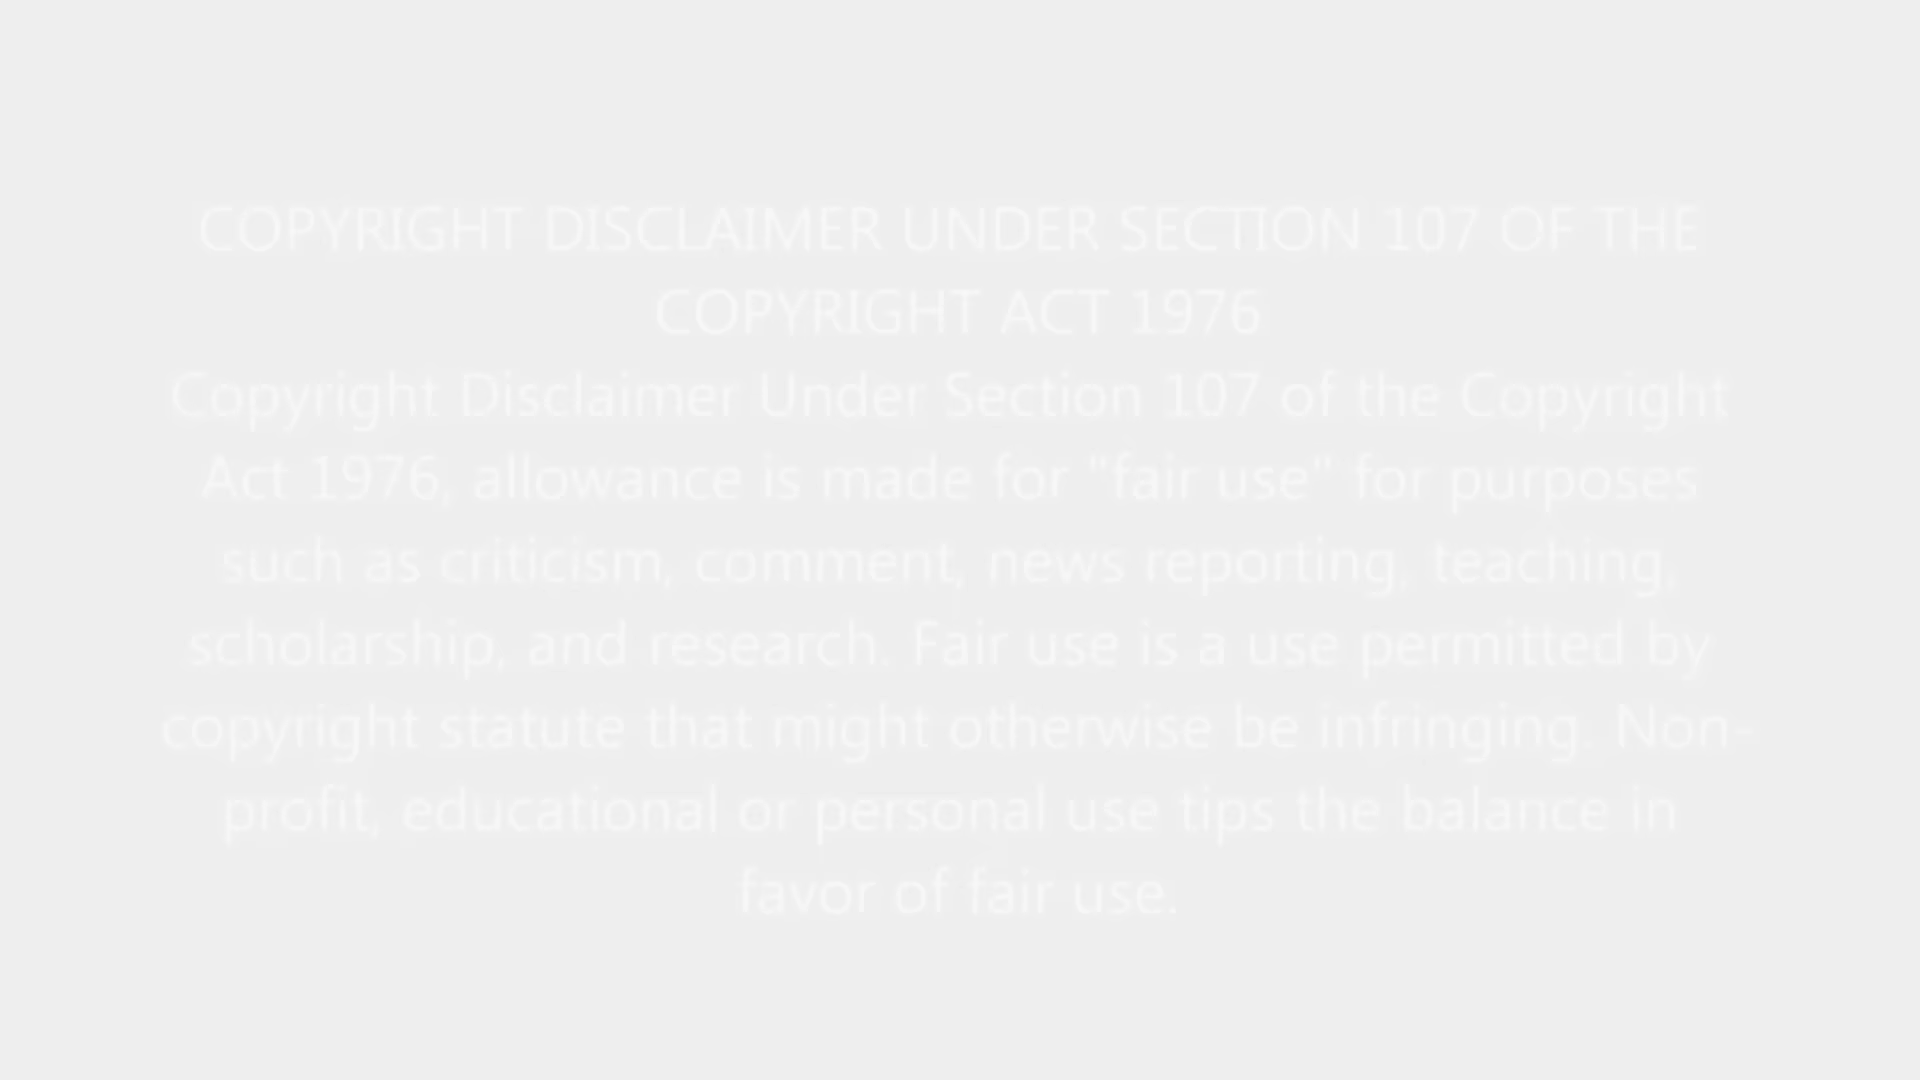 COPYRIGHT DISCLAIMER UNDER SECTION 107 OF THE
COPYRIGHT ACT 1976
Copyright Disclaimer Under Section 107 of the Copyright
Act 1976, allowance is made for "fair use" for purposes
such as criticism, comment, news reporting, teaching,
scholarship, and research. Fair use is a use permitted by
copyright statute that might otherwise be infringing. Non-
profit, educational or personal use tips the balance in
favor of fair use.